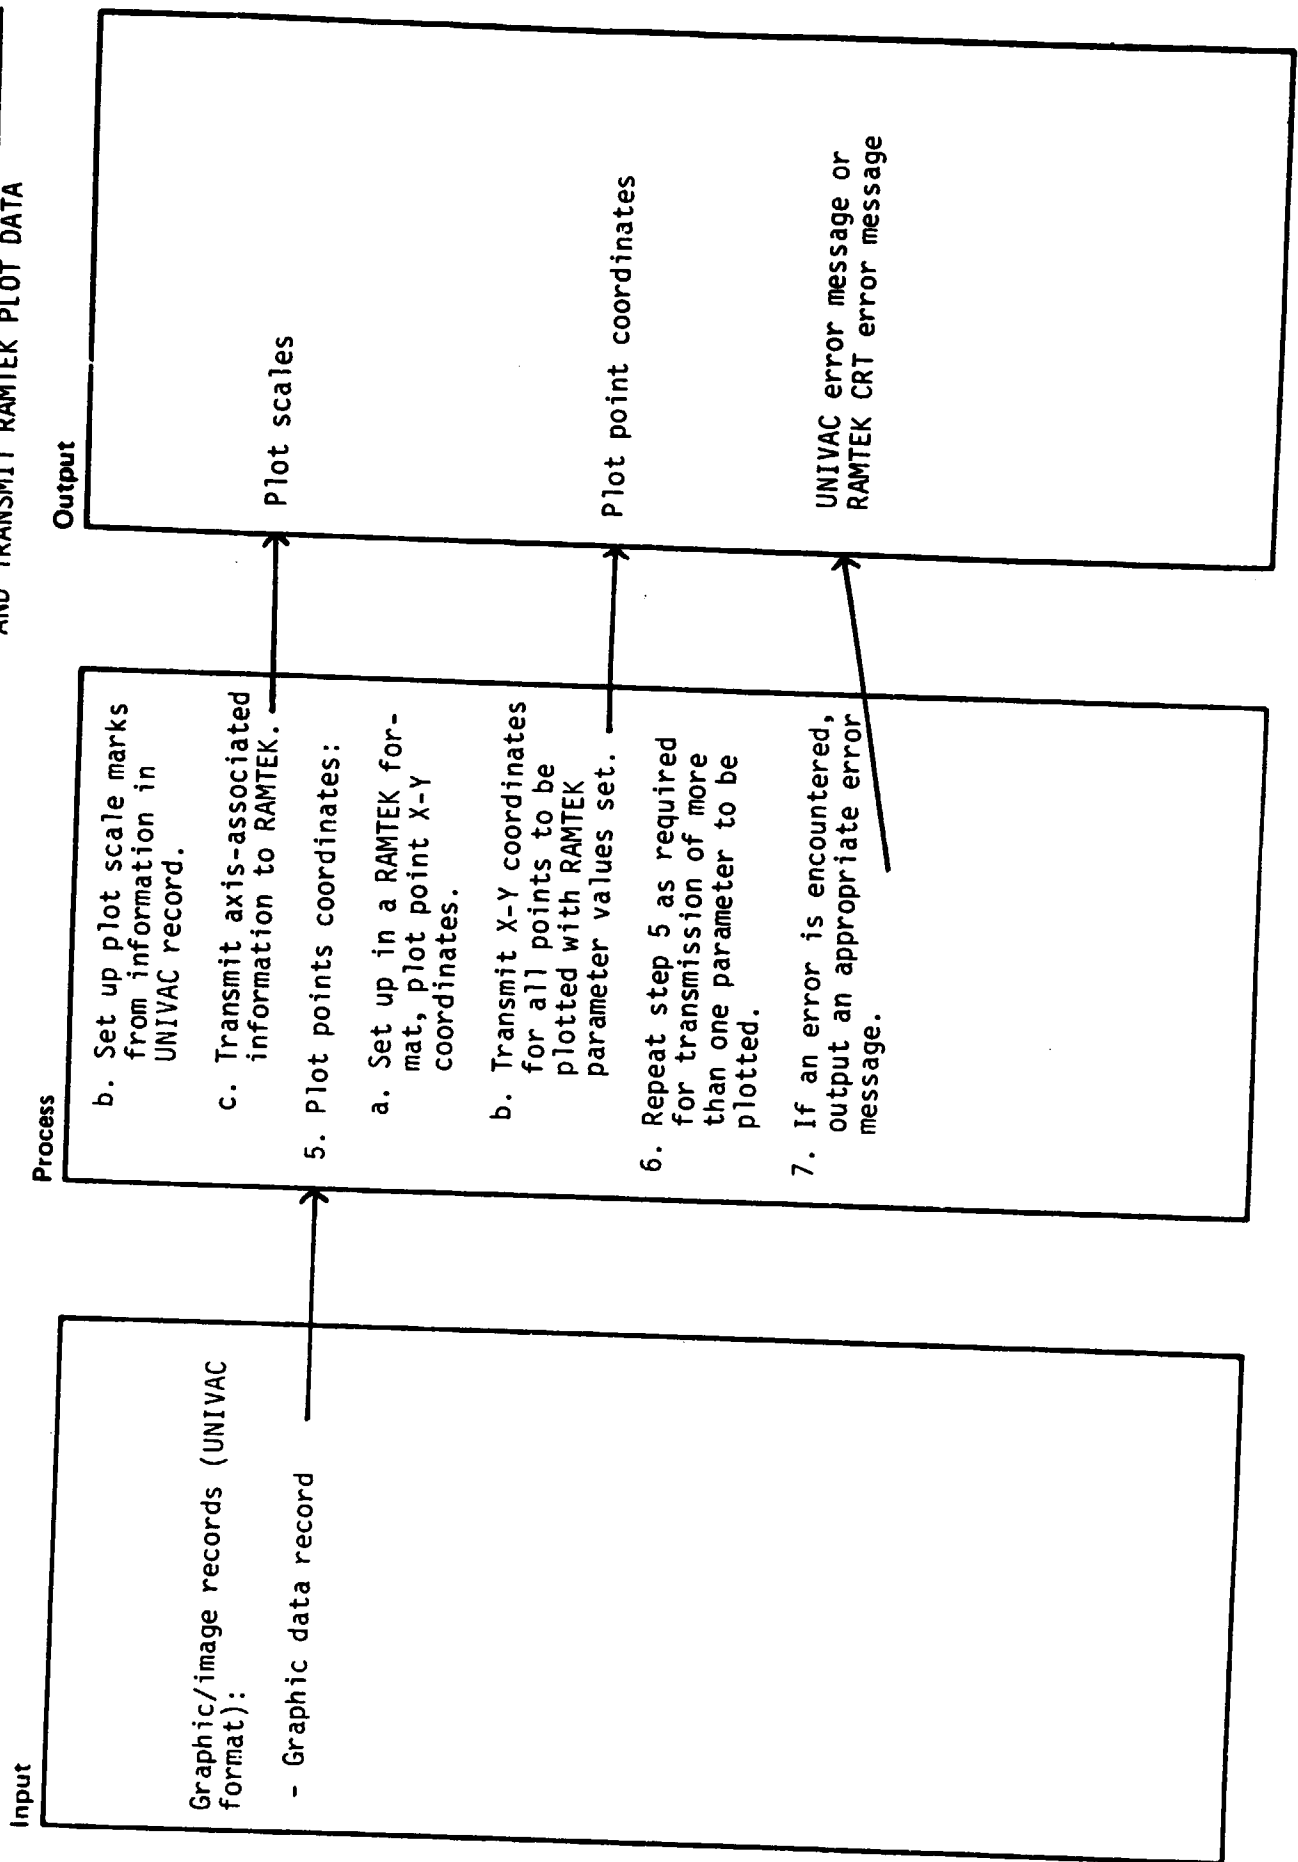 AND TRANSMIT RAMTEK PLOT DATA
Input
Graphic/image records (UNIVAC
format):
- Graphic data record
Process
b. Set up plot scale marks
from information in
UNIVAC record.
c. Transmit axis-associated
information to RAMTEK.
5. Plot points coordinates:
a. Set up in a RAMTEK for-
mat, plot point X-Y
coordinates.
b. Transmit X-Y coordinates
for all points to be
plotted with RAMTEK
parameter values set.
6. Repeat step 5 as required
for transmission of more
than one parameter to be
plotted.
7. If an error is encountered,
output an appropriate error
message.
Output
Plot scales
Plot point coordinates
UNIVAC error message or
RAMTEK CRT error message